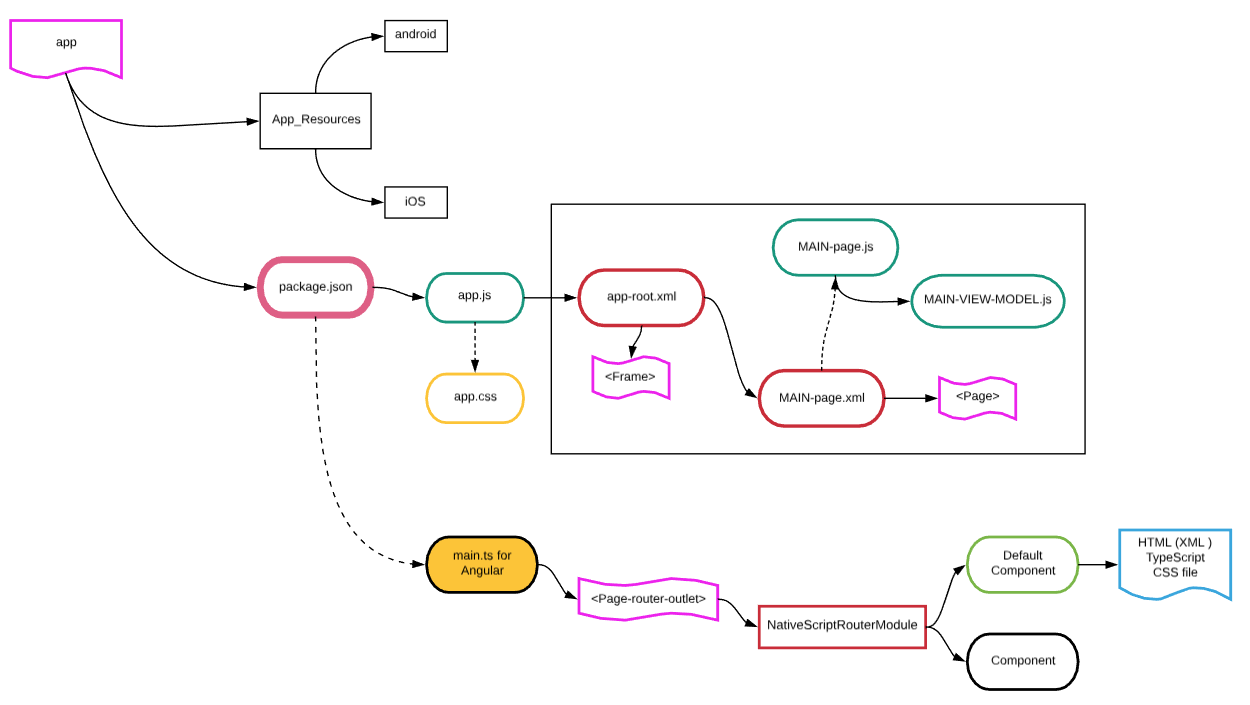 app
android
App_Resources
iOS
package.json
app.js
app.css
app-root.xml
<Frame>
MAIN-page.js
MAIN-VIEW-MODEL.js
MAIN-page.xml
<Page>
main.ts for
Angular
<Page-router-outlet>
NativeScriptRouterModule
Default
Component
Component
HTML (XML )
TypeScript
CSS file